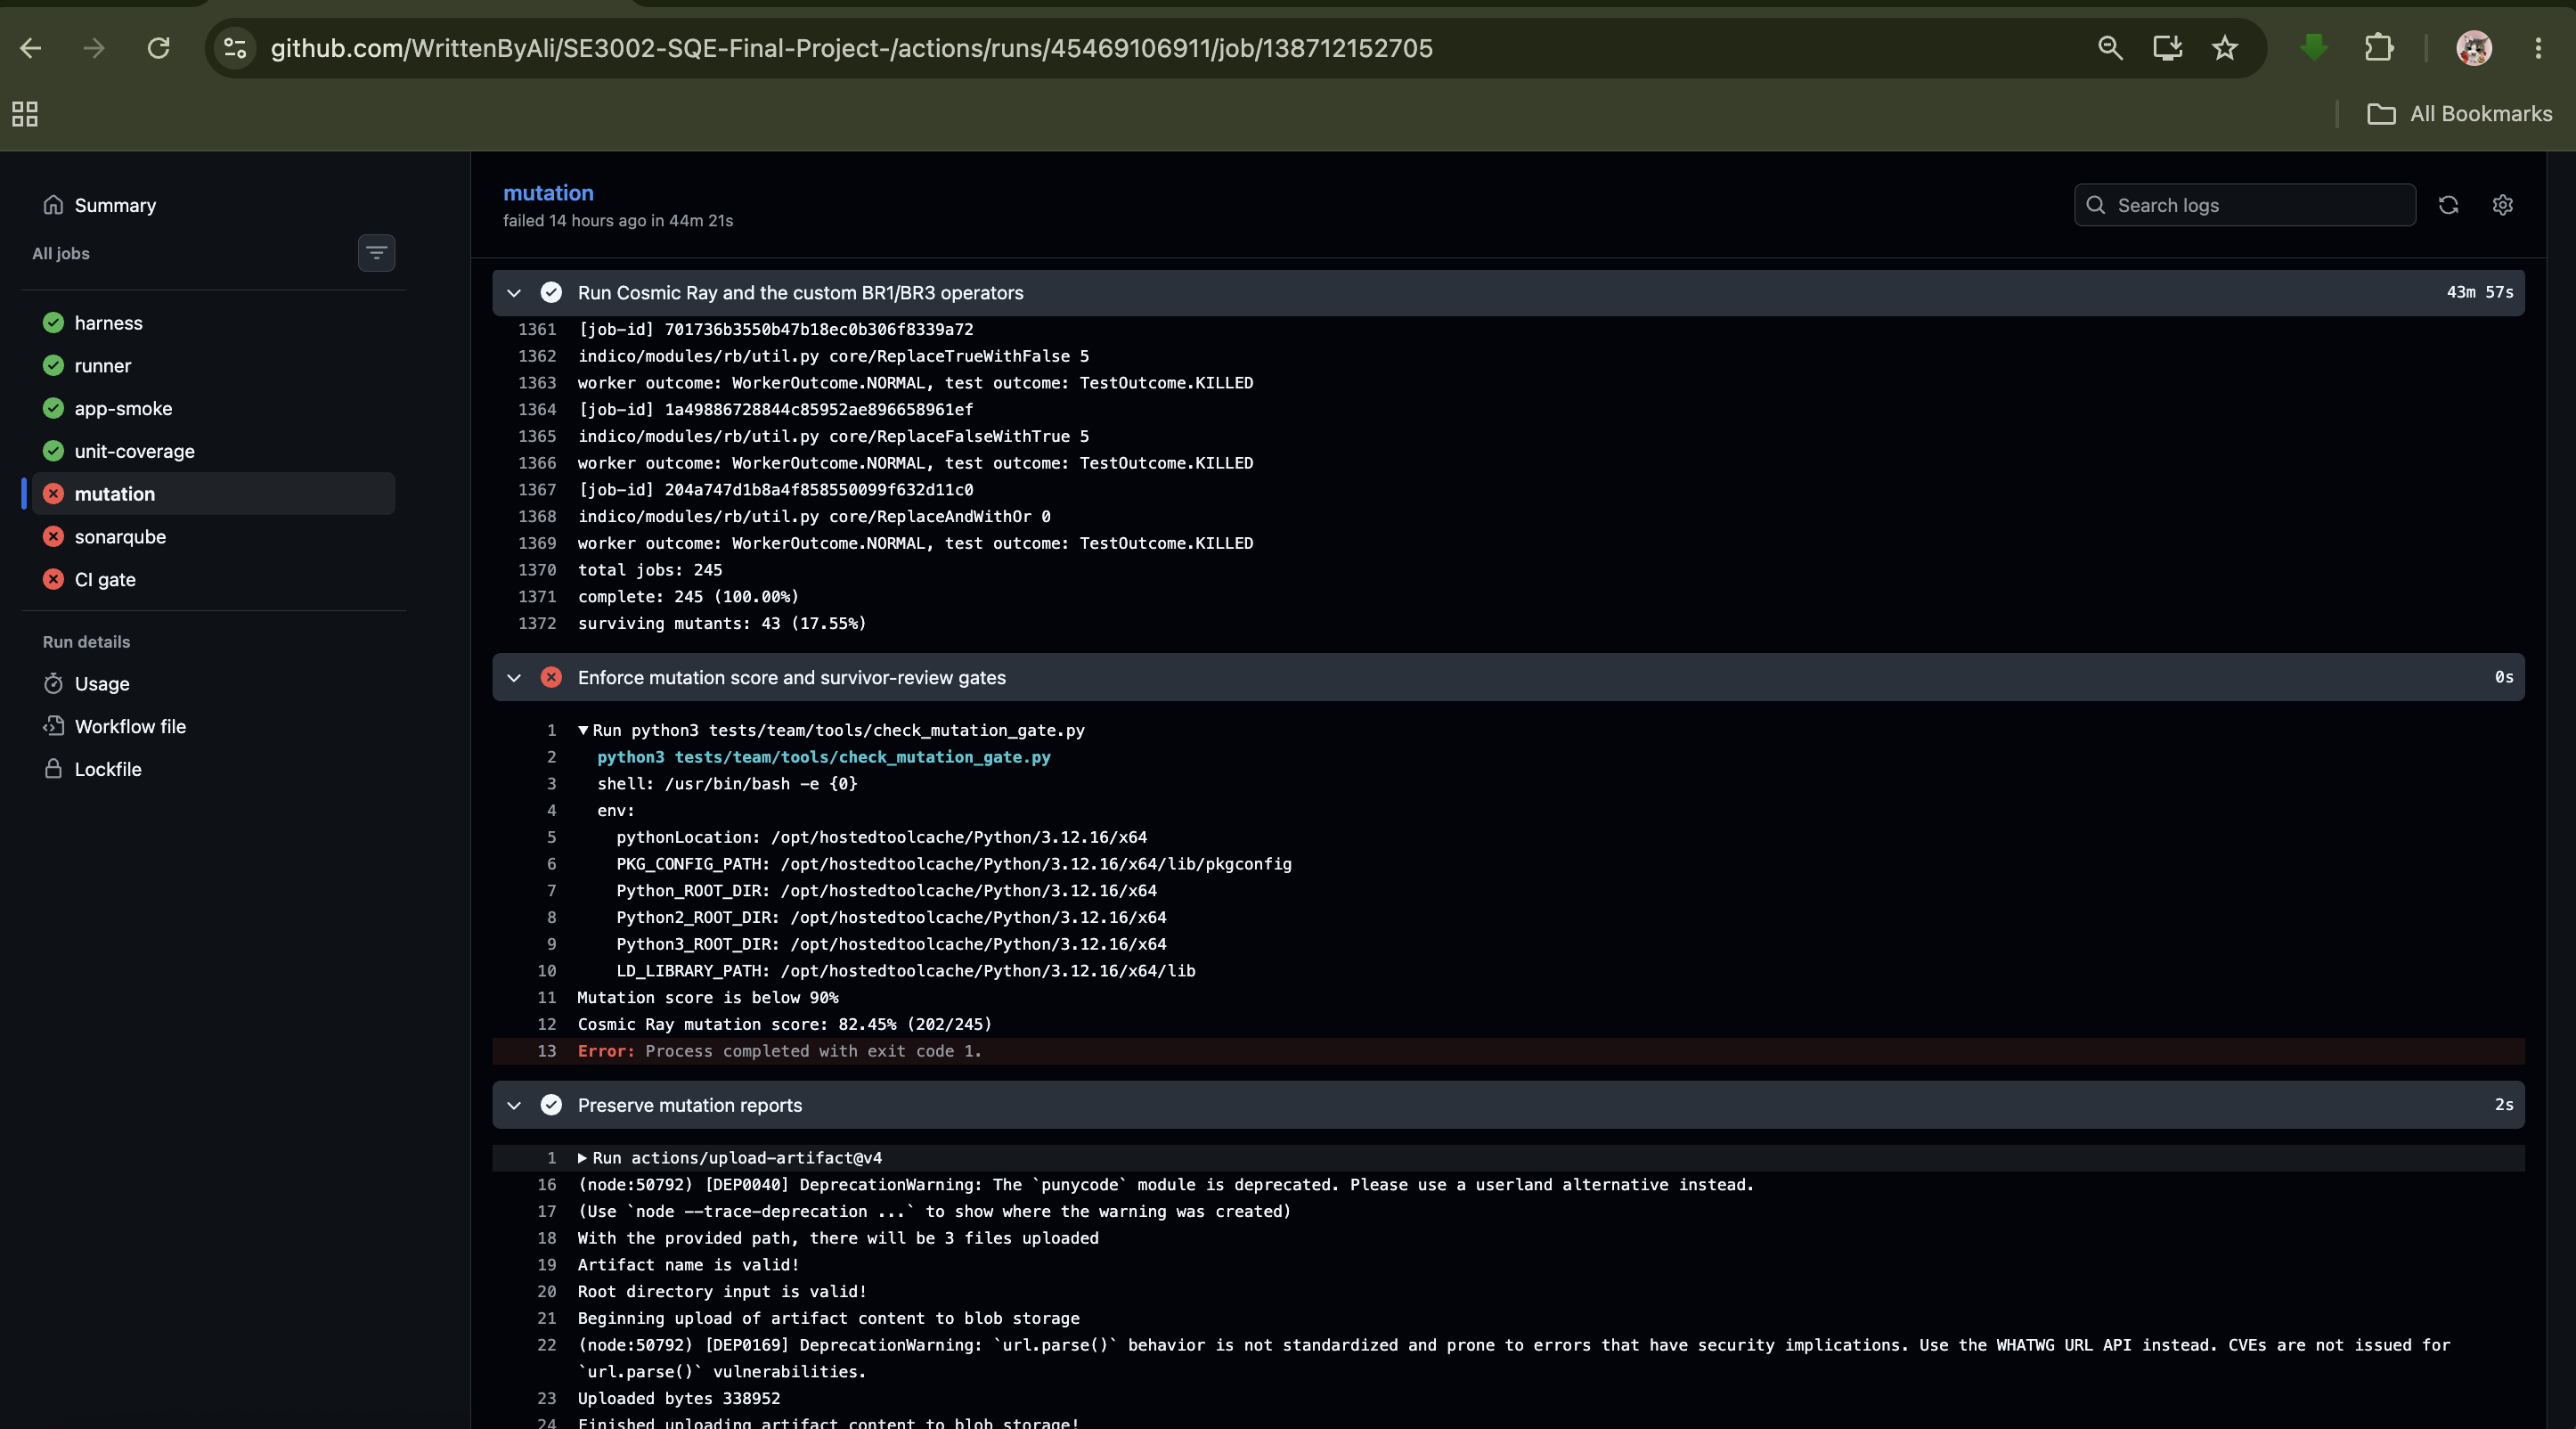 github.com/WrittenByAli/SE3002-SQE-Final-Project-/actions/runs/45469106911/job/138712152705
All Bookmarks
Summary
All jobs
harness
runner
app-smoke
unit-coverage
mutation
sonarqube
CI gate
Run details
Usage
Workflow file
Lockfile
mutation
failed 14 hours ago in 44m 21s
Search logs
Run Cosmic Ray and the custom BR1/BR3 operators 43m 57s
1361 [job-id] 701736b3550b47b18ec0b306f8339a72
1362 indico/modules/rb/util.py core/ReplaceTrueWithFalse 5
1363 worker outcome: WorkerOutcome.NORMAL, test outcome: TestOutcome.KILLED
1364 [job-id] 1a49886728844c85952ae896658961ef
1365 indico/modules/rb/util.py core/ReplaceFalseWithTrue 5
1366 worker outcome: WorkerOutcome.NORMAL, test outcome: TestOutcome.KILLED
1367 [job-id] 204a747d1b8a4f858550099f632d11c0
1368 indico/modules/rb/util.py core/ReplaceAndWithOr 0
1369 worker outcome: WorkerOutcome.NORMAL, test outcome: TestOutcome.KILLED
1370 total jobs: 245
1371 complete: 245 (100.00%)
1372 surviving mutants: 43 (17.55%)
Enforce mutation score and survivor-review gates 0s
1 Run python3 tests/team/tools/check_mutation_gate.py
2 python3 tests/team/tools/check_mutation_gate.py
3 shell: /usr/bin/bash -e {0}
4 env:
5 pythonLocation: /opt/hostedtoolcache/Python/3.12.16/x64
6 PKG_CONFIG_PATH: /opt/hostedtoolcache/Python/3.12.16/x64/lib/pkgconfig
7 Python_ROOT_DIR: /opt/hostedtoolcache/Python/3.12.16/x64
8 Python2_ROOT_DIR: /opt/hostedtoolcache/Python/3.12.16/x64
9 Python3_ROOT_DIR: /opt/hostedtoolcache/Python/3.12.16/x64
10 LD_LIBRARY_PATH: /opt/hostedtoolcache/Python/3.12.16/x64/lib
11 Mutation score is below 90%
12 Cosmic Ray mutation score: 82.45% (202/245)
13 Error: Process completed with exit code 1.
Preserve mutation reports 2s
1 Run actions/upload-artifact@v4
16 (node:50792) [DEP0040] DeprecationWarning: The `punycode` module is deprecated. Please use a userland alternative instead.
17 (Use `node --trace-deprecation ...` to show where the warning was created)
18 With the provided path, there will be 3 files uploaded
19 Artifact name is valid!
20 Root directory input is valid!
21 Beginning upload of artifact content to blob storage
22 (node:50792) [DEP0169] DeprecationWarning: `url.parse()` behavior is not standardized and prone to errors that have security implications. Use the WHATWG URL API instead. CVEs are not issued for
`url.parse()` vulnerabilities.
23 Uploaded bytes 338952
24 Finished uploading artifact content to blob storage!